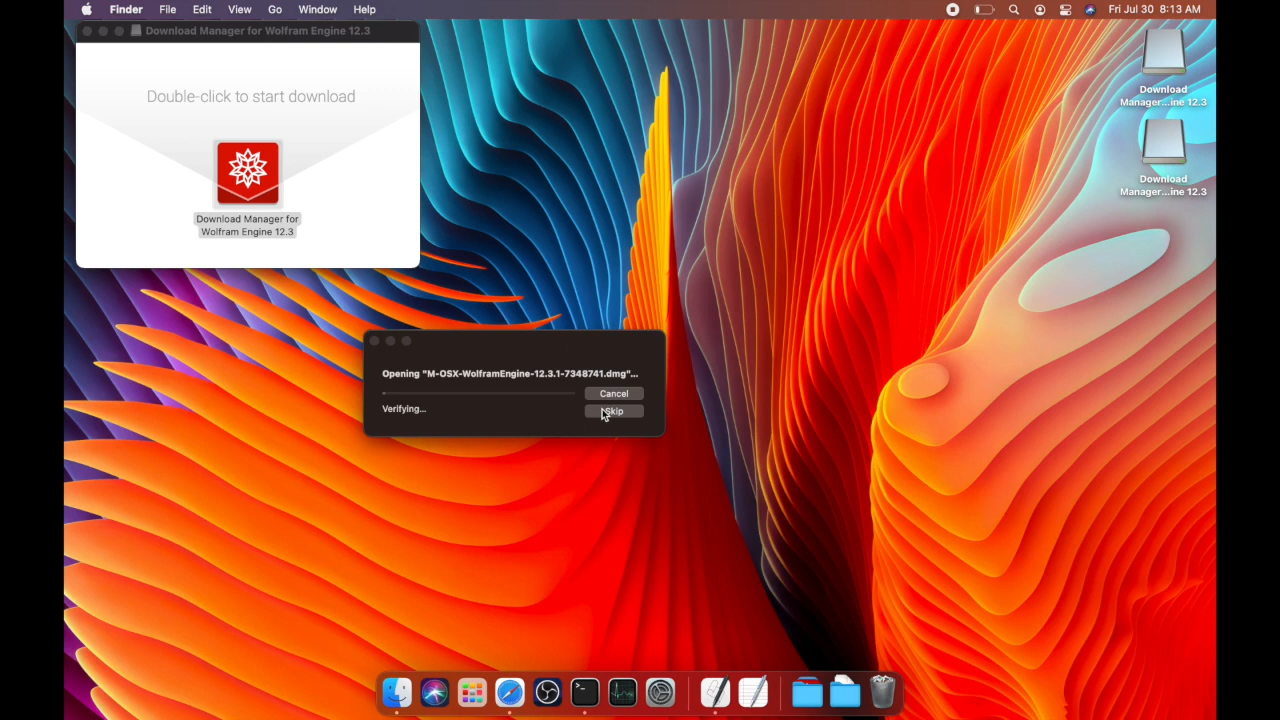 Finder File Edit View Go Window Help
Fri Jul 30 8:13 AM
Download Manager for Wolfram Engine 12.3
Double-click to start download
Download Manager for
Wolfram Engine 12.3
Download
Manager...ine 12.3
Download
Manager...ine 12.3
Opening "M-OSX-WolframEngine-12.3.1-7348741.dmg"...
Cancel
Verifying...
Skip